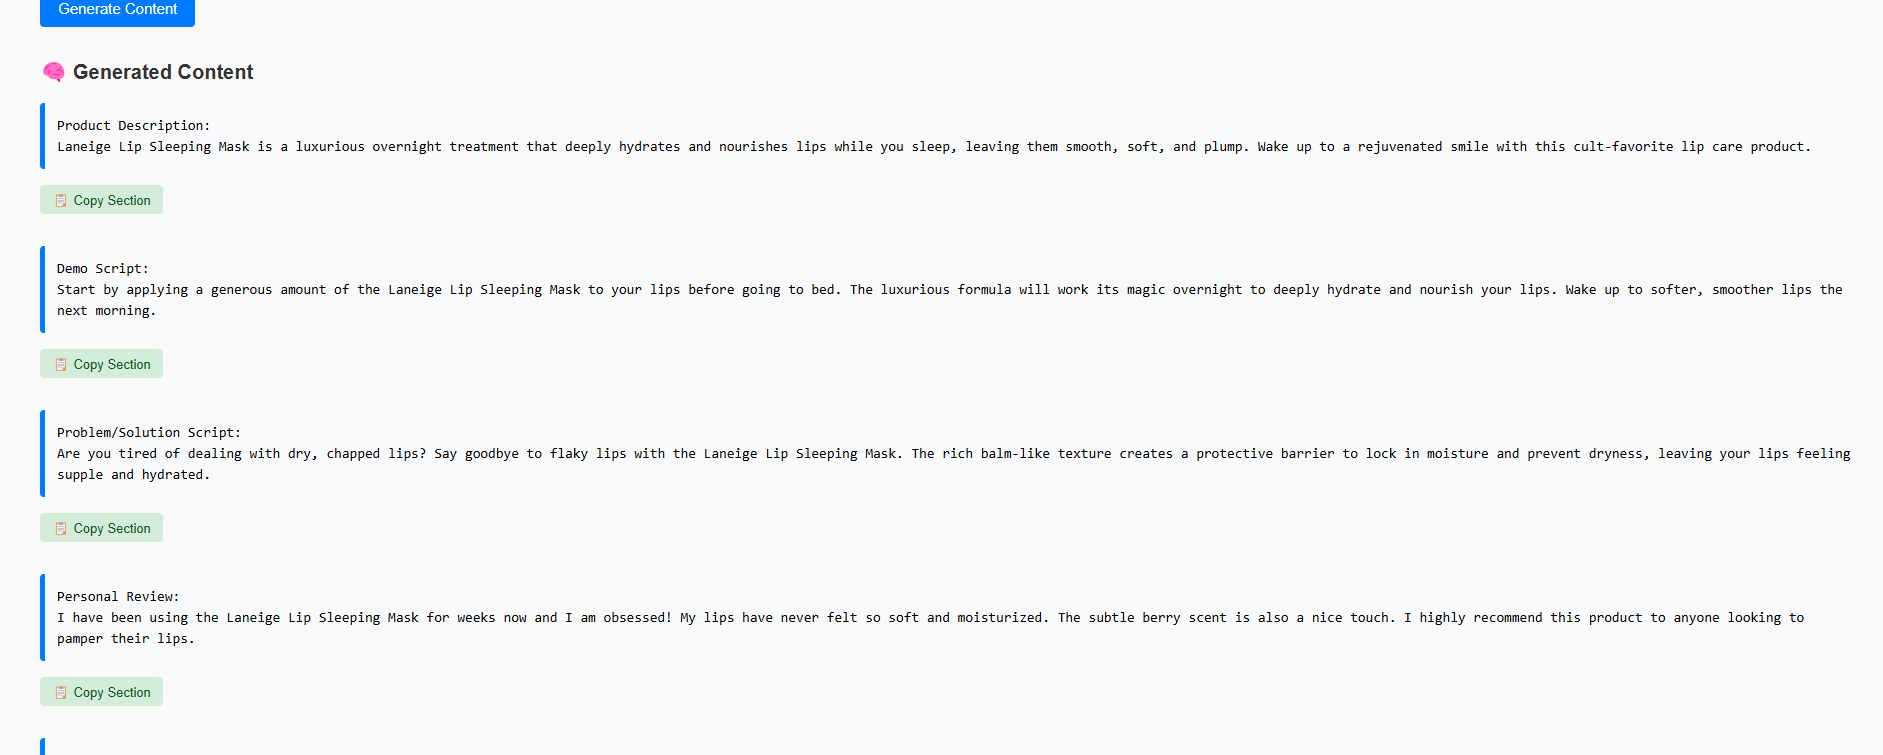 Generate Content
Generated Content
Product Description:
Laneige Lip Sleeping Mask is a luxurious overnight treatment that deeply hydrates and nourishes lips while you sleep, leaving them smooth, soft, and plump. Wake up to a rejuvenated smile with this cult-favorite lip care product.
Copy Section
Demo Script:
Start by applying a generous amount of the Laneige Lip Sleeping Mask to your lips before going to bed. The luxurious formula will work its magic overnight to deeply hydrate and nourish your lips. Wake up to softer, smoother lips the
next morning.
Copy Section
Problem/Solution Script:
Are you tired of dealing with dry, chapped lips? Say goodbye to flaky lips with the Laneige Lip Sleeping Mask. The rich balm-like texture creates a protective barrier to lock in moisture and prevent dryness, leaving your lips feeling
supple and hydrated.
Copy Section
Personal Review:
I have been using the Laneige Lip Sleeping Mask for weeks now and I am obsessed! My lips have never felt so soft and moisturized. The subtle berry scent is also a nice touch. I highly recommend this product to anyone looking to
pamper their lips.
Copy Section